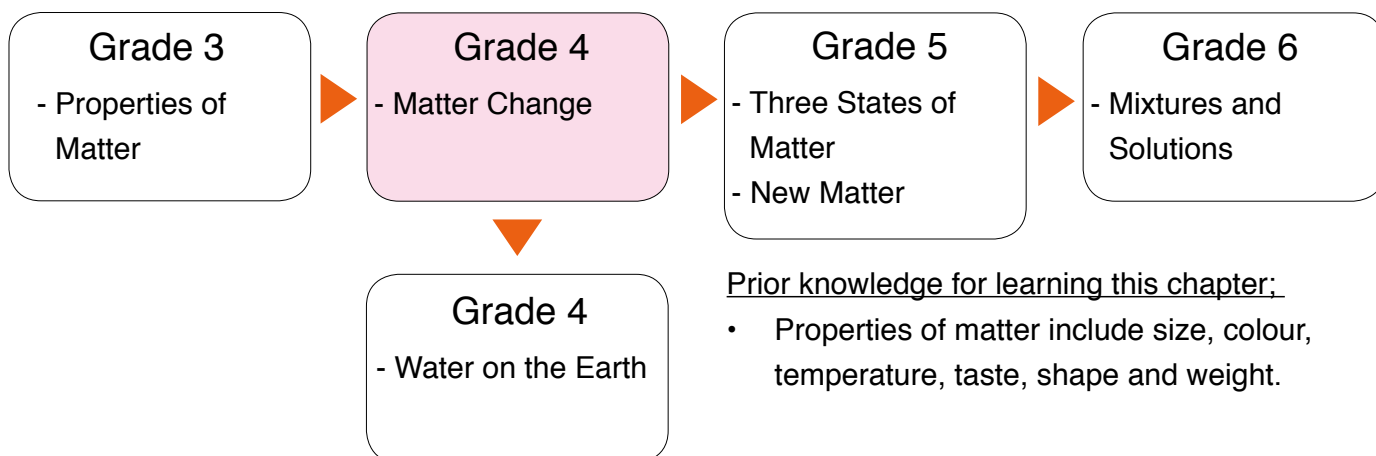 Grade 3
- Properties of
Matter
Grade 4
- Matter Change
Grade 5
- Three States of
Matter
- New Matter
Grade 6
- Mixtures and
Solutions
Grade 4
- Water on the Earth
Prior knowledge for learning this chapter;
• Properties of matter include size, colour,
temperature, taste, shape and weight.